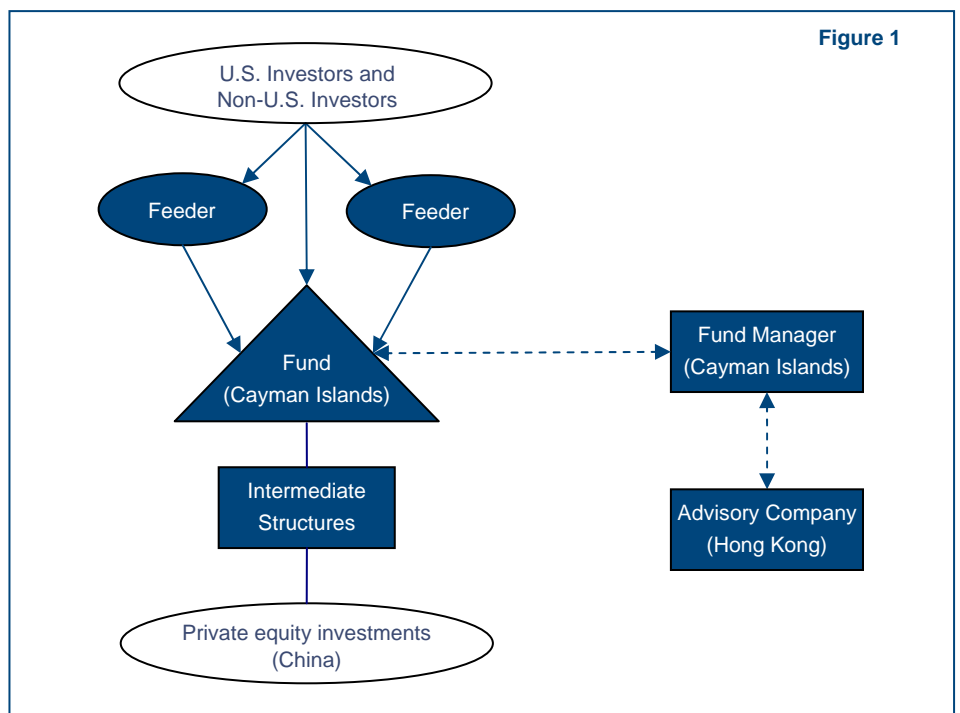 Figure 1
U.S. Investors and
Non-U.S. Investors
Feeder
Feeder
Fund
(Cayman Islands)
Fund Manager
(Cayman Islands)
Intermediate
Structures
Advisory Company
(Hong Kong)
Private equity investments
(China)